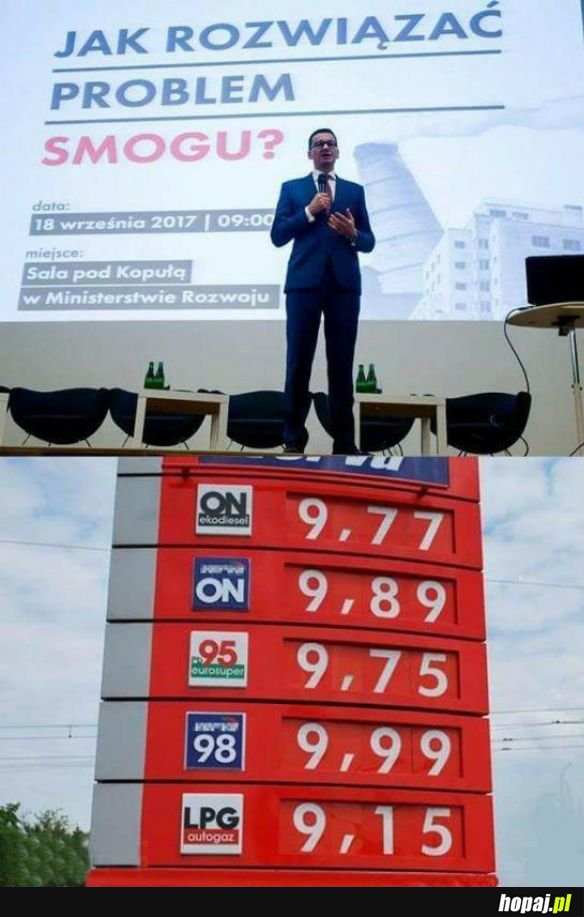 JAK ROZWIĄZAĆ
PROBLEM
SMOGU?
data:
18 września 2017 | 09:00
miejsce:
Sala pod Kopułą
w Ministerstwie Rozwoju
ON
ekodiesel
9,77
ON
9,89
95
eurosuper
9,75
98
9,99
LPG
autogaz
9,15
hopaj.pl